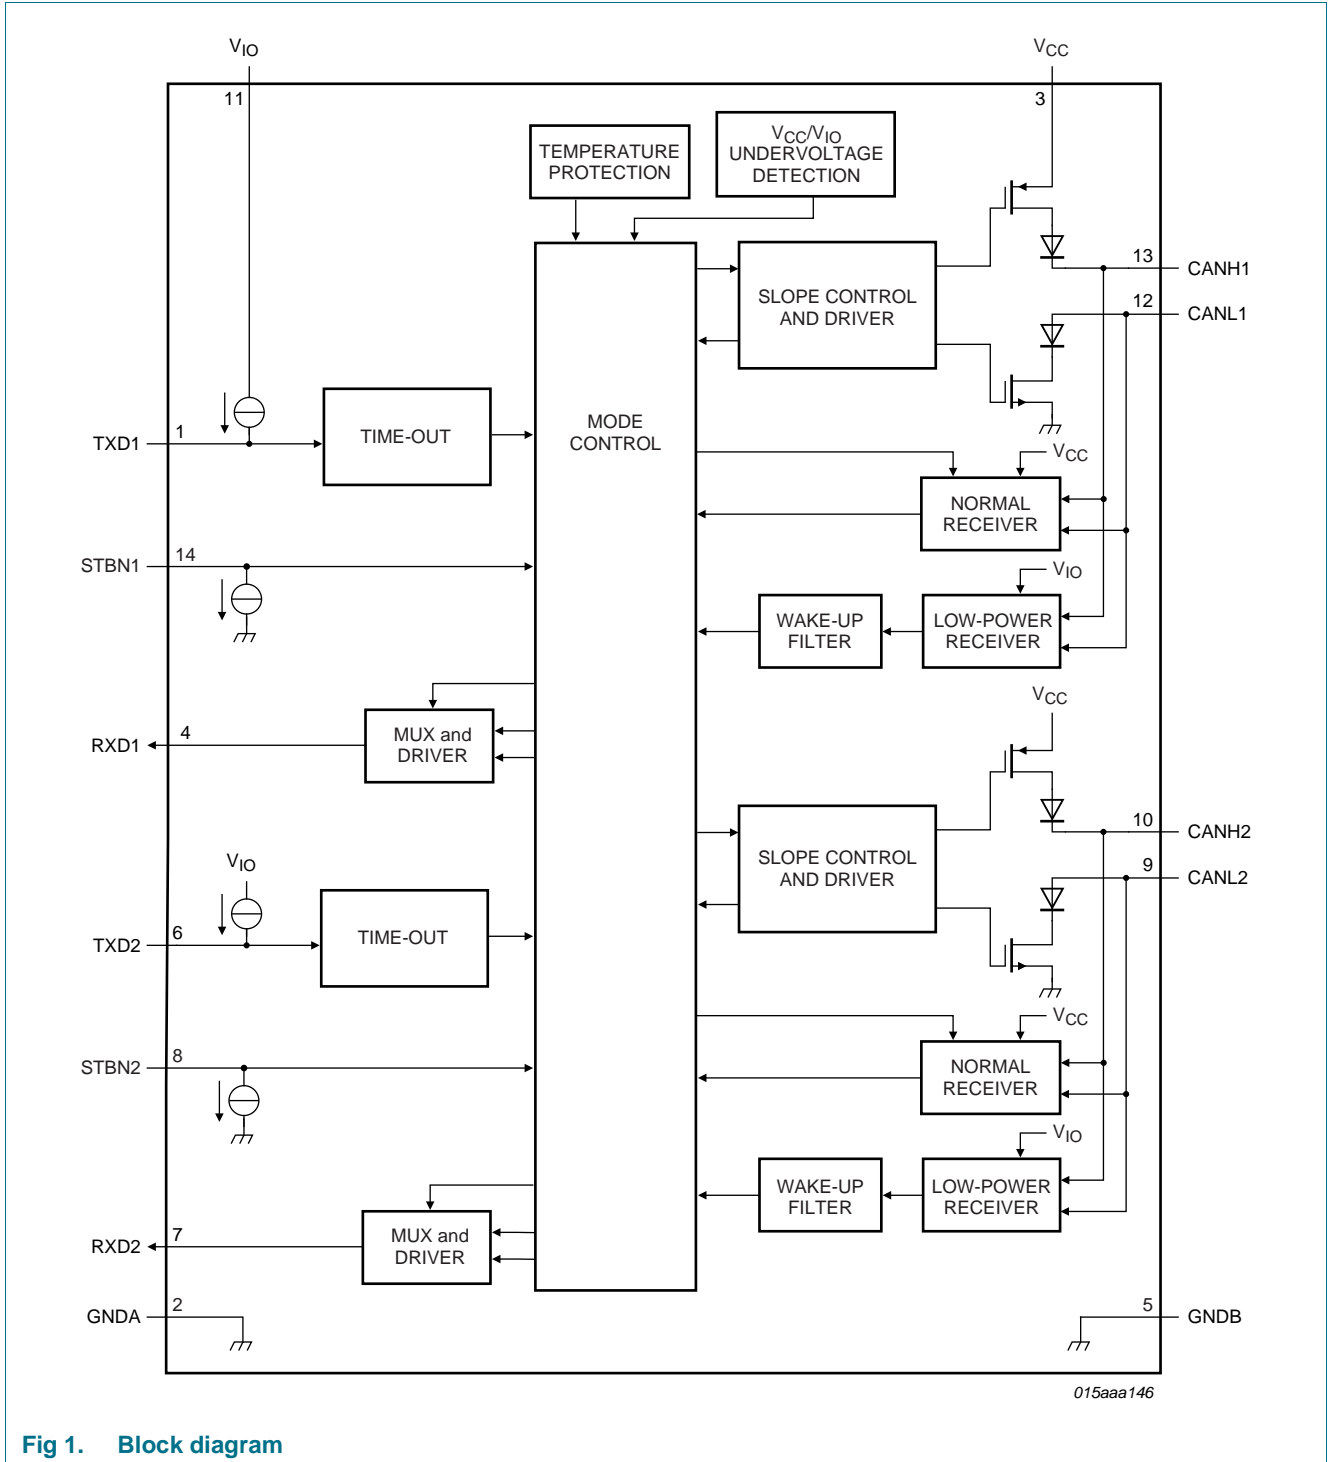 VIO
VCC
11
3
TEMPERATURE
PROTECTION
VCC/VIO
UNDERVOLTAGE
DETECTION
13
CANH1
12
CANL1
SLOPE CONTROL
AND DRIVER
MODE
CONTROL
TXD1
1
TIME-OUT
VCC
NORMAL
RECEIVER
STBN1
14
VIO
WAKE-UP
FILTER
LOW-POWER
RECEIVER
RXD1
4
MUX and
DRIVER
VCC
10
CANH2
9
CANL2
SLOPE CONTROL
AND DRIVER
VIO
TXD2
6
TIME-OUT
VCC
NORMAL
RECEIVER
STBN2
8
VIO
WAKE-UP
FILTER
LOW-POWER
RECEIVER
RXD2
7
MUX and
DRIVER
GNDA
2
5
GNDB
015aaa146
Fig 1. Block diagram